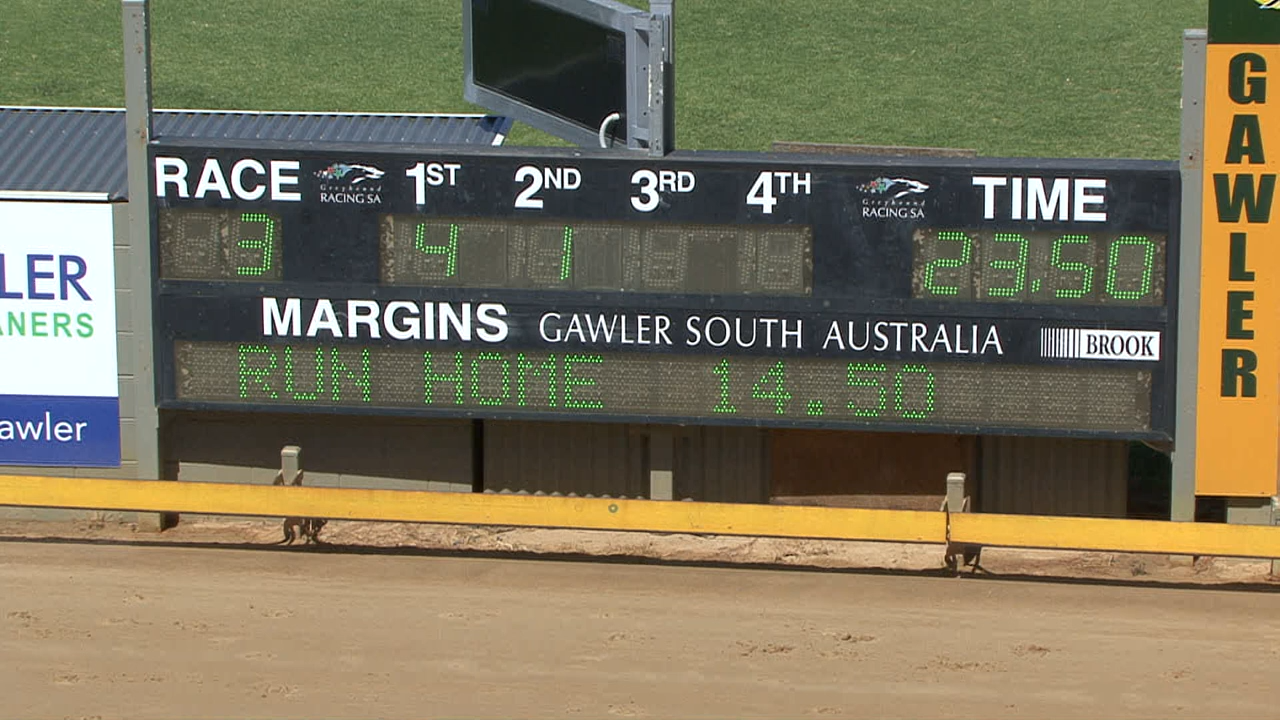 RACE
Greyhound
RACING SA
1ST
2ND
3RD
4TH
Greyhound
RACING SA
TIME
3
4
1
23.50
MARGINS GAWLER SOUTH AUSTRALIA
BROOK
RUN HOME 14.50
LER
ANERS
awler
GAWLER